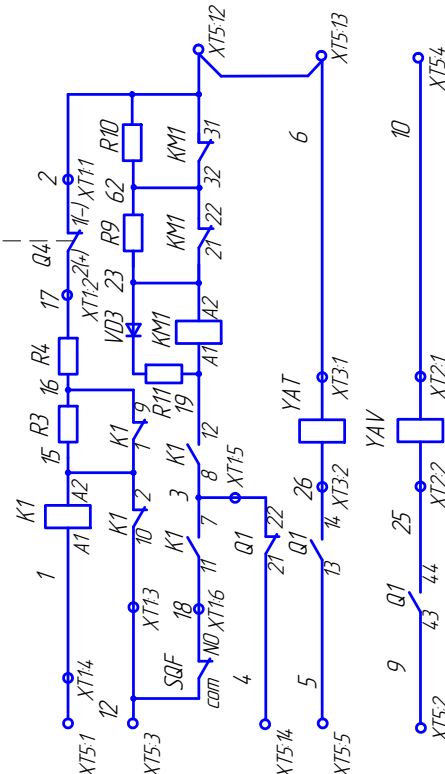 XT5:12
XT5:13
XT5:4
2
XT1:1
R10
KM1
31
32
6
10
Q4
1(-)
2(+)
62
R9
KM1
22
21
17
XT1:2
23
VD3
KM1
A2
A1
R4
16
R11
19
XT3:1
XT2:1
R3
15
K1
9
1
K1
12
8
YAT
YAV
K1
A2
A1
K1
2
10
3
XT1:5
26
XT3:2
25
XT2:2
1
K1
7
11
Q1
22
21
Q1
14
13
Q1
44
43
XT1:3
18
XT1:6
XT1:4
12
SQF
NO
com
4
5
9
XT5:1
XT5:3
XT5:14
XT5:5
XT5:2